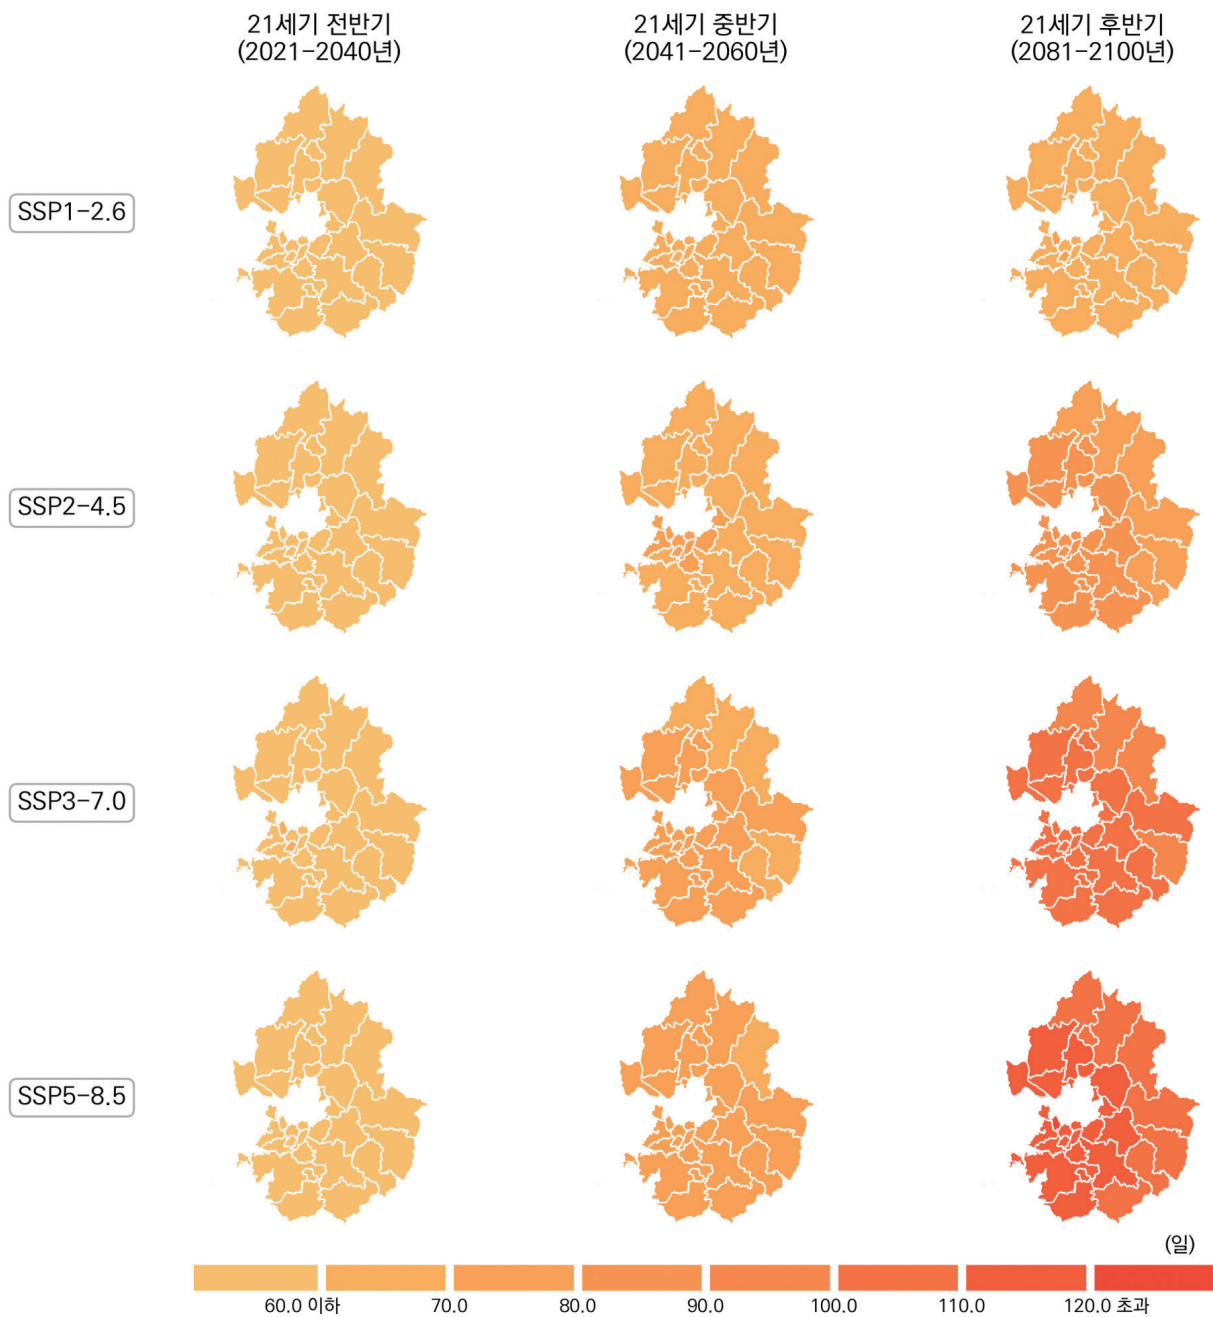 21세기 전반기
(2021-2040년)
21세기 중반기
(2041-2060년)
21세기 후반기
(2081-2100년)
SSP1-2.6
SSP2-4.5
SSP3-7.0
SSP5-8.5
(일)
60.0 이하
70.0
80.0
90.0
100.0
110.0
120.0 초과